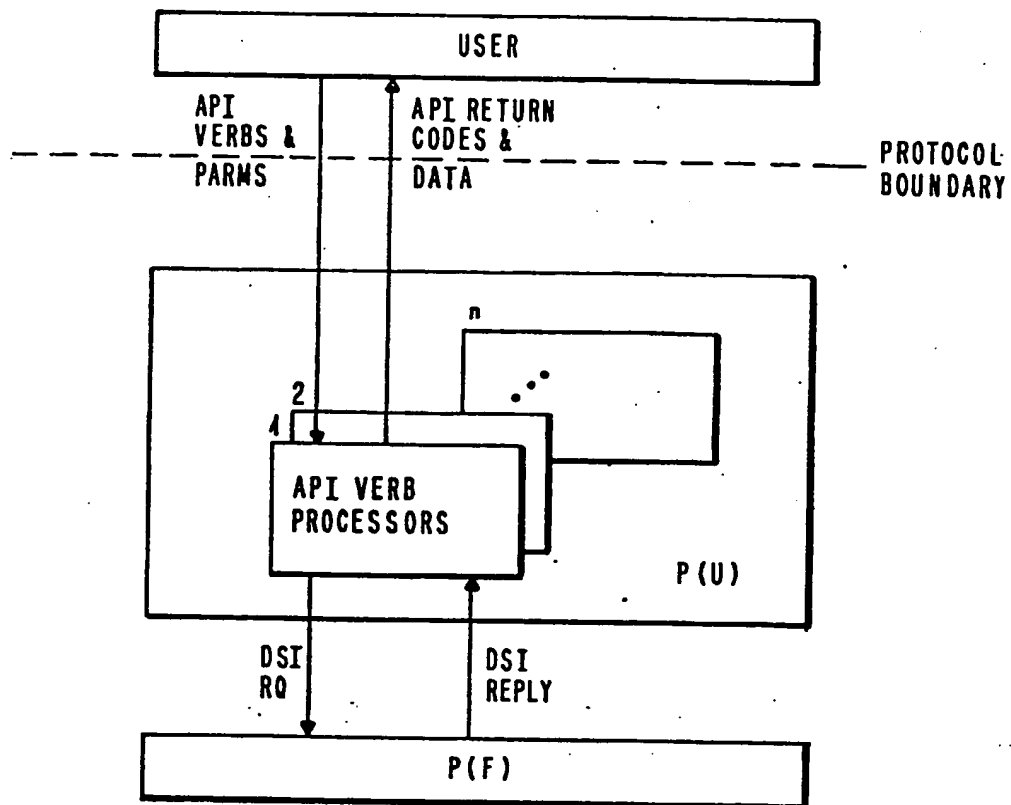 USER
API
VERBS &
PARMS
API RETURN
CODES &
DATA
PROTOCOL
BOUNDARY
n
2
1
API VERB
PROCESSORS
P(U)
DSI
RQ
DSI
REPLY
P(F)